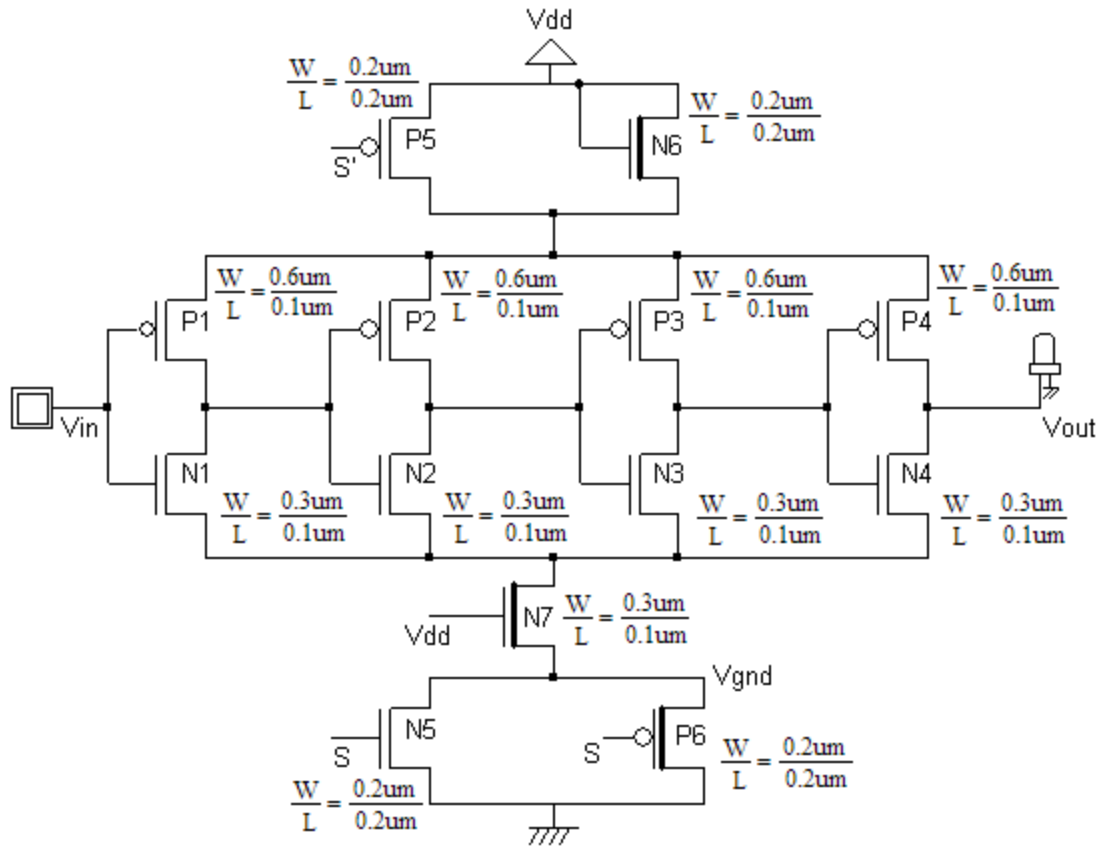 Vdd
W/L = 0.2um/0.2um
P5
S'
N6
W/L = 0.2um/0.2um
W/L = 0.6um/0.1um
W/L = 0.6um/0.1um
W/L = 0.6um/0.1um
W/L = 0.6um/0.1um
P1
P2
P3
P4
Vin
Vout
N1
N2
N3
N4
W/L = 0.3um/0.1um
W/L = 0.3um/0.1um
W/L = 0.3um/0.1um
W/L = 0.3um/0.1um
Vdd
N7
W/L = 0.3um/0.1um
Vgnd
S
N5
S
P6
W/L = 0.2um/0.2um
W/L = 0.2um/0.2um